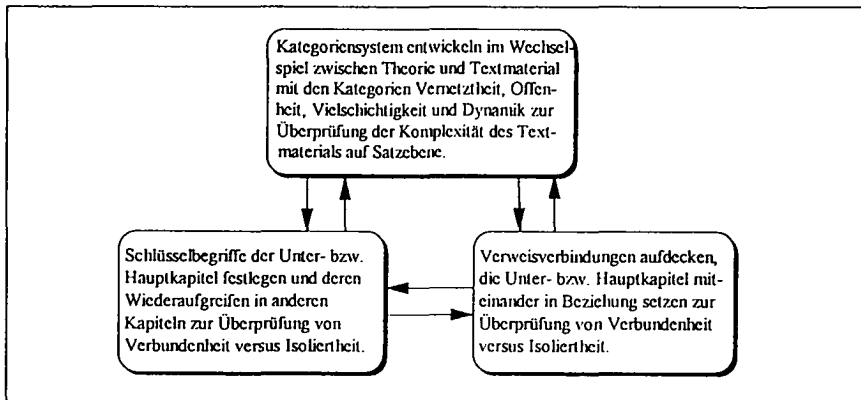 Kategoriensystem entwickeln im Wechsel-
spiel zwischen Theorie und Textmaterial
mit den Kategorien Vernetztheit, Offen-
heit, Vielschichtigkeit und Dynamik zur
Überprüfung der Komplexität des Text-
materials auf Satzebene.
Schlüsselbegriffe der Unter- bzw.
Hauptkapitel festlegen und deren
Wiederaufgreifen in anderen
Kapiteln zur Überprüfung von
Verbundenheit versus Isoliertheit.
Verweisverbindungen aufdecken,
die Unter- bzw. Hauptkapitel mit-
einander in Beziehung setzen zur
Überprüfung von Verbundenheit
versus Isoliertheit.